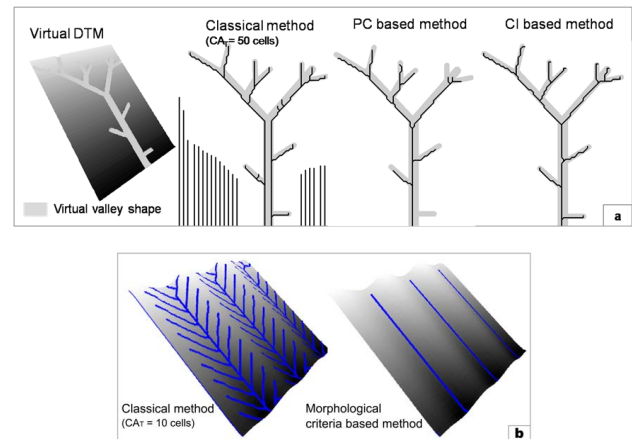 Virtual DTM
Classical method
(CAT= 50 cells)
PC based method
CI based method
Virtual valley shape
a
Classical method
(CAT = 10 cells)
Morphological
criteria based method
b